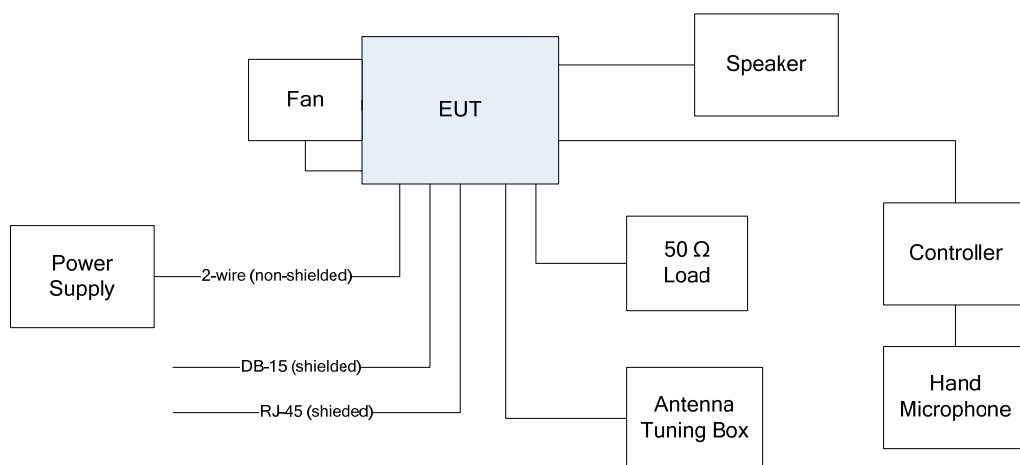 Speaker
Fan
EUT
50 Ω
Load
Controller
Power
Supply
2-wire (non-shielded)
DB-15 (shielded)
RJ-45 (shieded)
Antenna
Tuning Box
Hand
Microphone